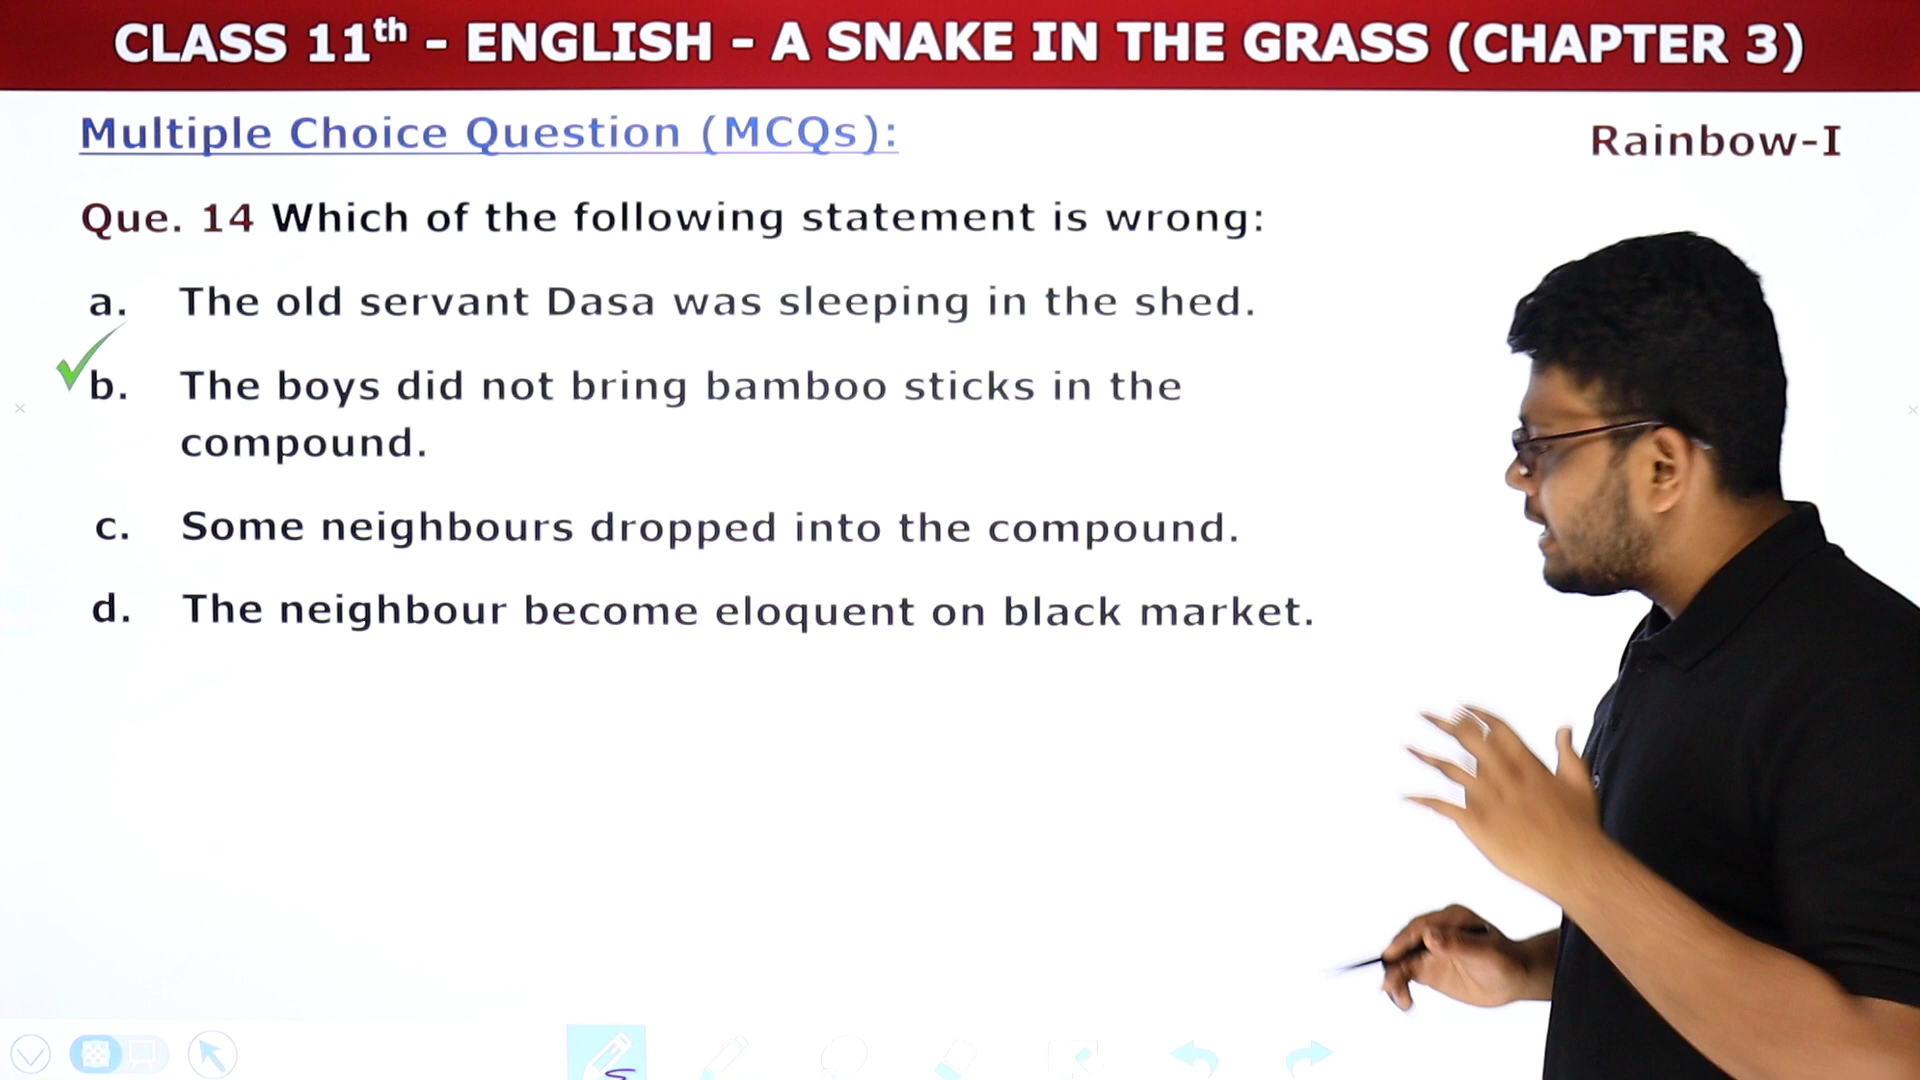 CLASS 11th - ENGLISH - A SNAKE IN THE GRASS (CHAPTER 3)
Multiple Choice Question (MCQs):
Rainbow-I
Que. 14 Which of the following statement is wrong:
a. The old servant Dasa was sleeping in the shed.
b. The boys did not bring bamboo sticks in the
compound.
c. Some neighbours dropped into the compound.
d. The neighbour become eloquent on black market.